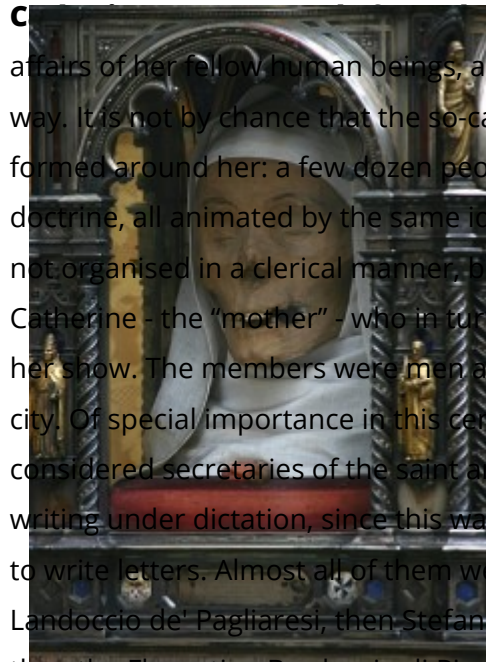 affairs of her fellow human beings, a
way. It is not by chance that the so-ca
formed around her: a few dozen peo
doctrine, all animated by the same id
not organised in a clerical manner, b
Catherine - the “mother” - who in tur
her show. The members were men a
city. Of special importance in this cer
considered secretaries of the saint a
writing under dictation, since this wa
to write letters. Almost all of them we
Landoccio de' Pagliaresi, then Stefan